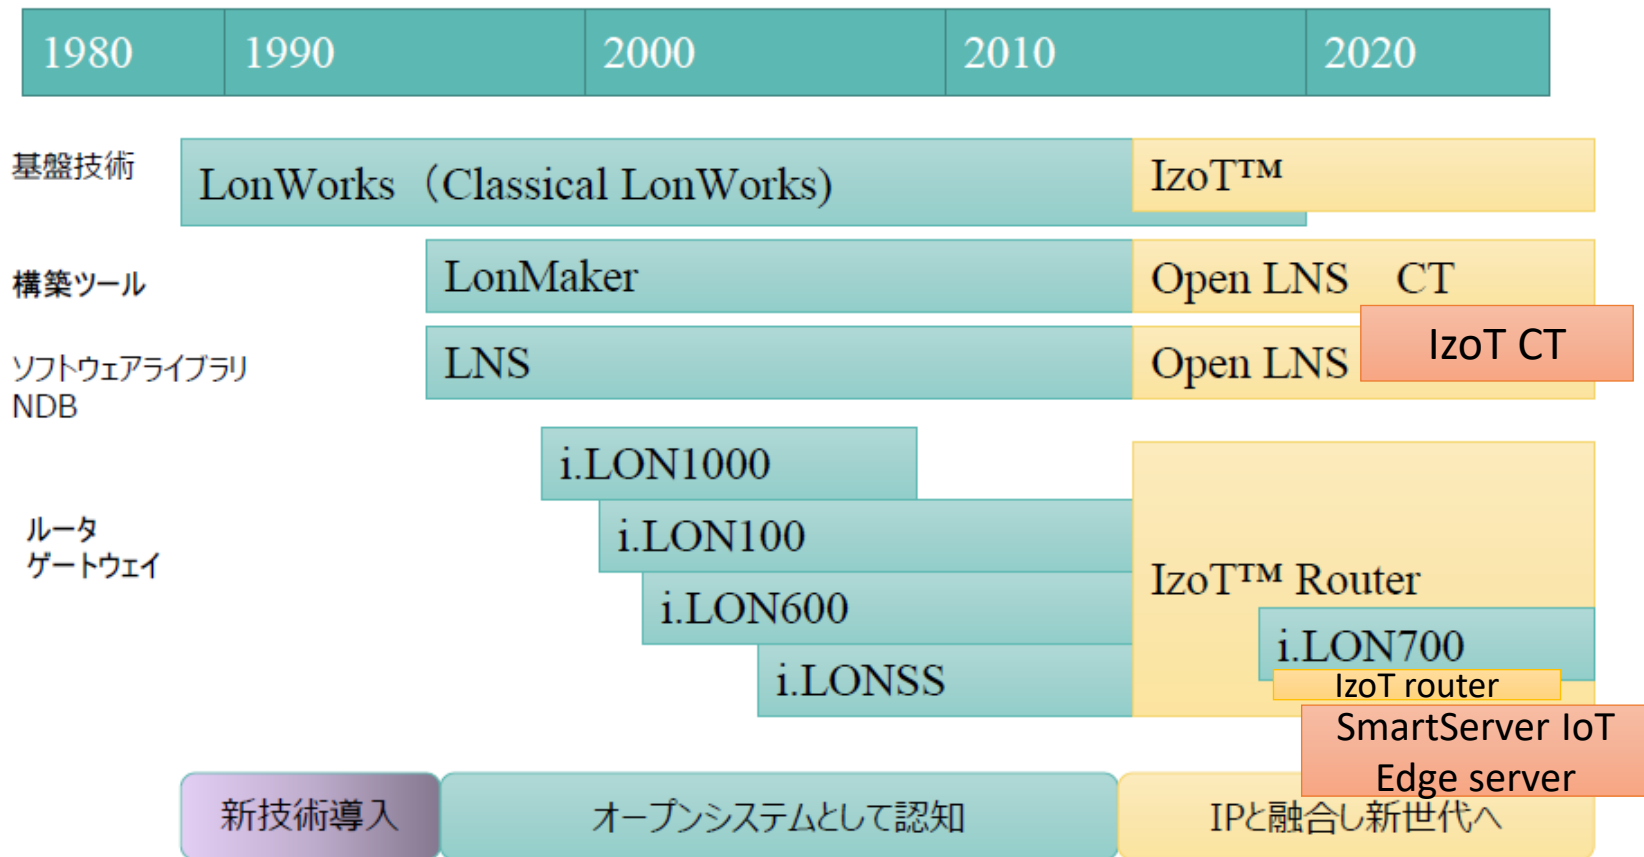 1980 1990 2000 2010 2020
基盤技術
LonWorks（Classical LonWorks)
IzoT™
構築ツール
LonMaker
Open LNS　CT
IzoT CT
ソフトウェアライブラリ
NDB
LNS
Open LNS
i.LON1000
ルータ
ゲートウェイ
i.LON100
IzoT™ Router
i.LON600
i.LON700
i.LONSS
IzoT router
SmartServer IoT
Edge server
新技術導入
オープンシステムとして認知
IPと融合し新世代へ